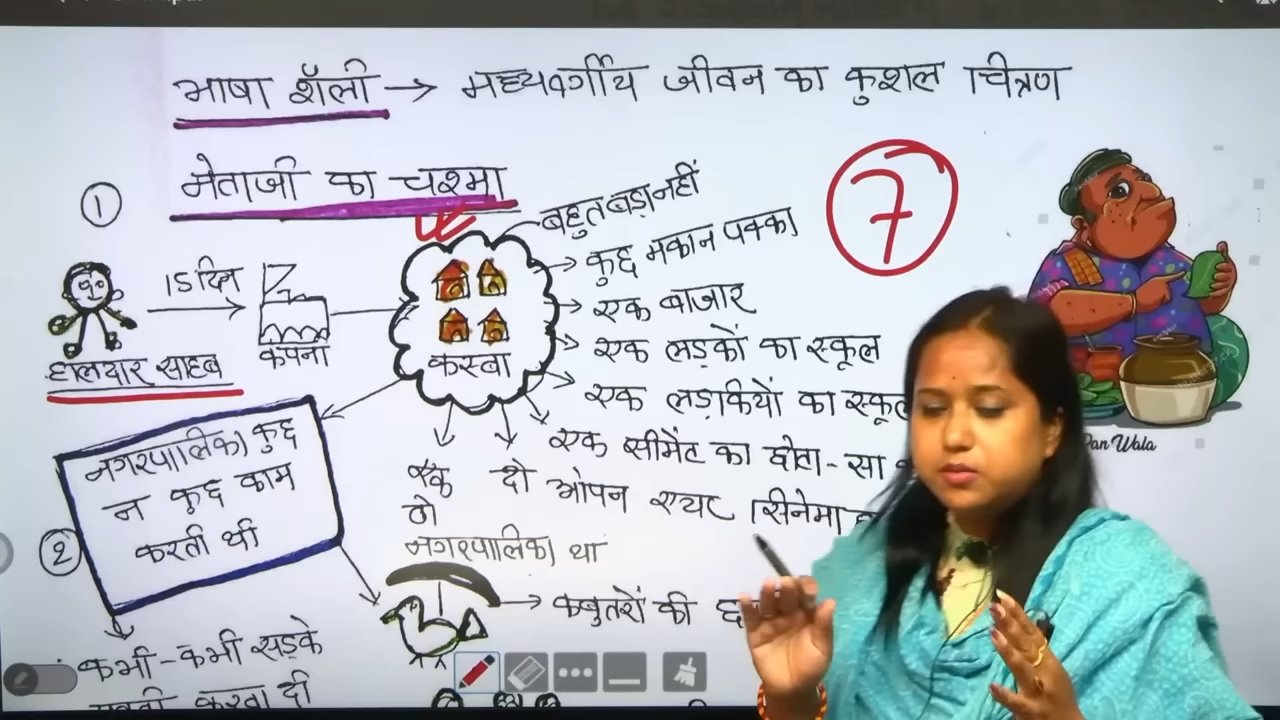 भाषा शैली → मध्यवर्गीय जीवन का कुशल चित्रण
① नेताजी का चश्मा
7
बहुत बड़ा नहीं
कुछ मकान पक्का
15 दिन
एक बाजार
हालदार साहब
कंपनी
कस्बा
एक लड़कों का स्कूल
एक लड़कियों का स्कूल
नगरपालिका कुछ
न कुछ काम
करती थी
एक सीमेंट का छोटा-सा
दो ओपन एयर सिनेमा
नगरपालिका था
②
कबुतरों की
कभी-कभी सड़के
करवा दी
Pan Wala